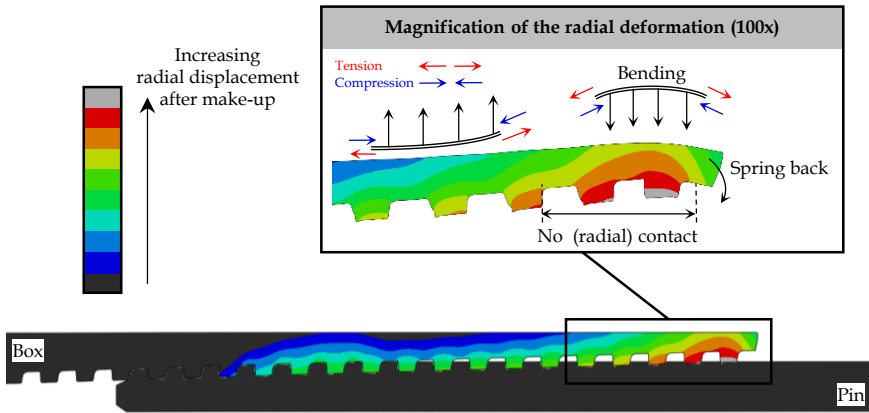 Magnification of the radial deformation (100x)
Increasing
radial displacement
after make-up
Tension
Compression
Bending
Spring back
No (radial) contact
Box
Pin